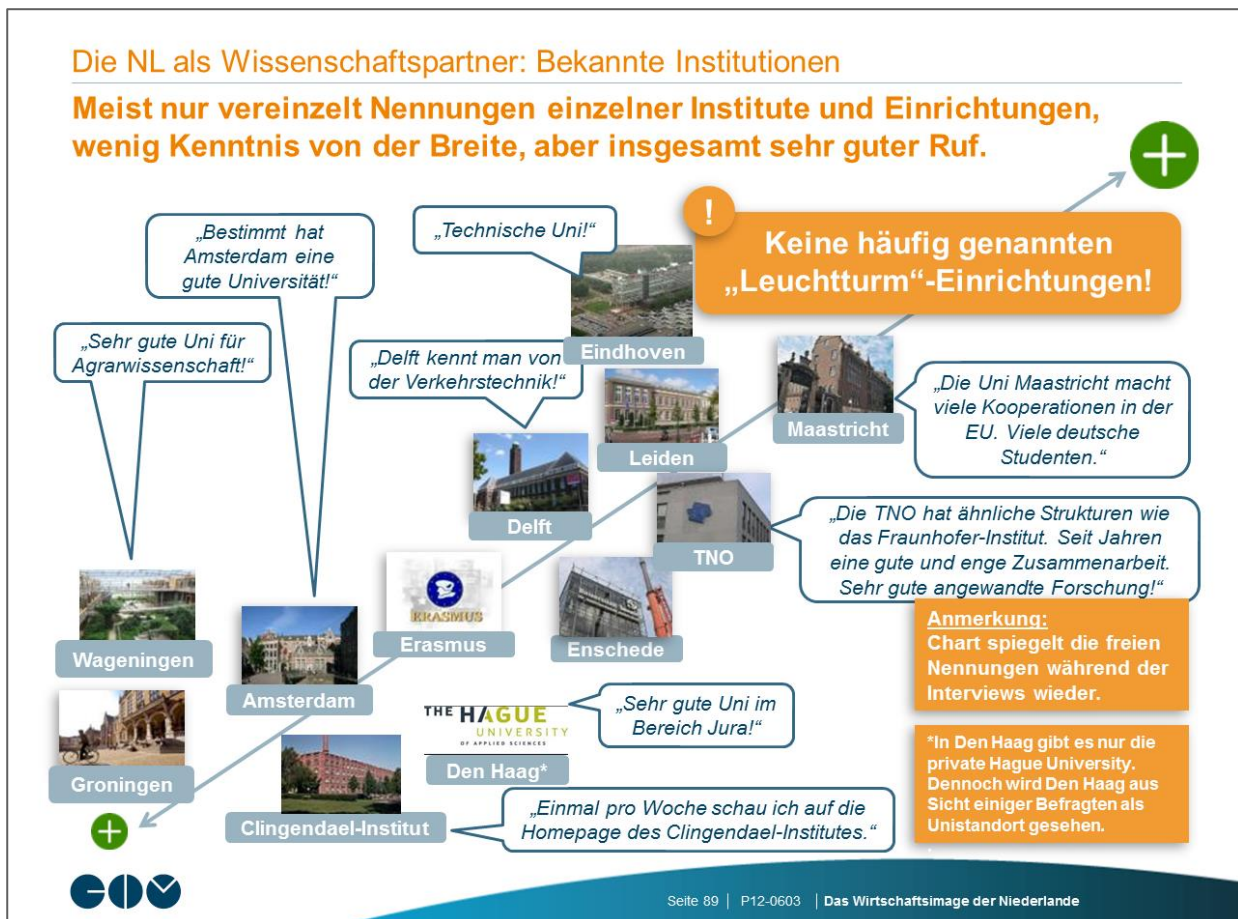 Die NL als Wissenschaftspartner: Bekannte Institutionen
Meist nur vereinzelt Nennungen einzelner Institute und Einrichtungen,
wenig Kenntnis von der Breite, aber insgesamt sehr guter Ruf.
!
Keine häufig genannten
„Leuchtturm“-Einrichtungen!
„Bestimmt hat
Amsterdam eine
gute Universität!“
„Technische Uni!“
„Sehr gute Uni für
Agrarwissenschaft!“
„Delft kennt man von
der Verkehrstechnik!“
Eindhoven
Leiden
Maastricht
„Die Uni Maastricht macht
viele Kooperationen in der
EU. Viele deutsche
Studenten.“
Delft
TNO
„Die TNO hat ähnliche Strukturen wie
das Fraunhofer-Institut. Seit Jahren
eine gute und enge Zusammenarbeit.
Sehr gute angewandte Forschung!“
Wageningen
Amsterdam
ERASMUS
Erasmus
Enschede
Anmerkung:
Chart spiegelt die freien
Nennungen während der
Interviews wieder.
Groningen
THE HAGUE
UNIVERSITY
OF APPLIED SCIENCES
Den Haag*
„Sehr gute Uni im
Bereich Jura!“
*In Den Haag gibt es nur die
private Hague University.
Dennoch wird Den Haag aus
Sicht einiger Befragten als
Unistandort gesehen.
.
Clingendael-Institut
„Einmal pro Woche schau ich auf die
Homepage des Clingendael-Institutes.“
Seite 89 | P12-0603 | Das Wirtschaftsimage der Niederlande